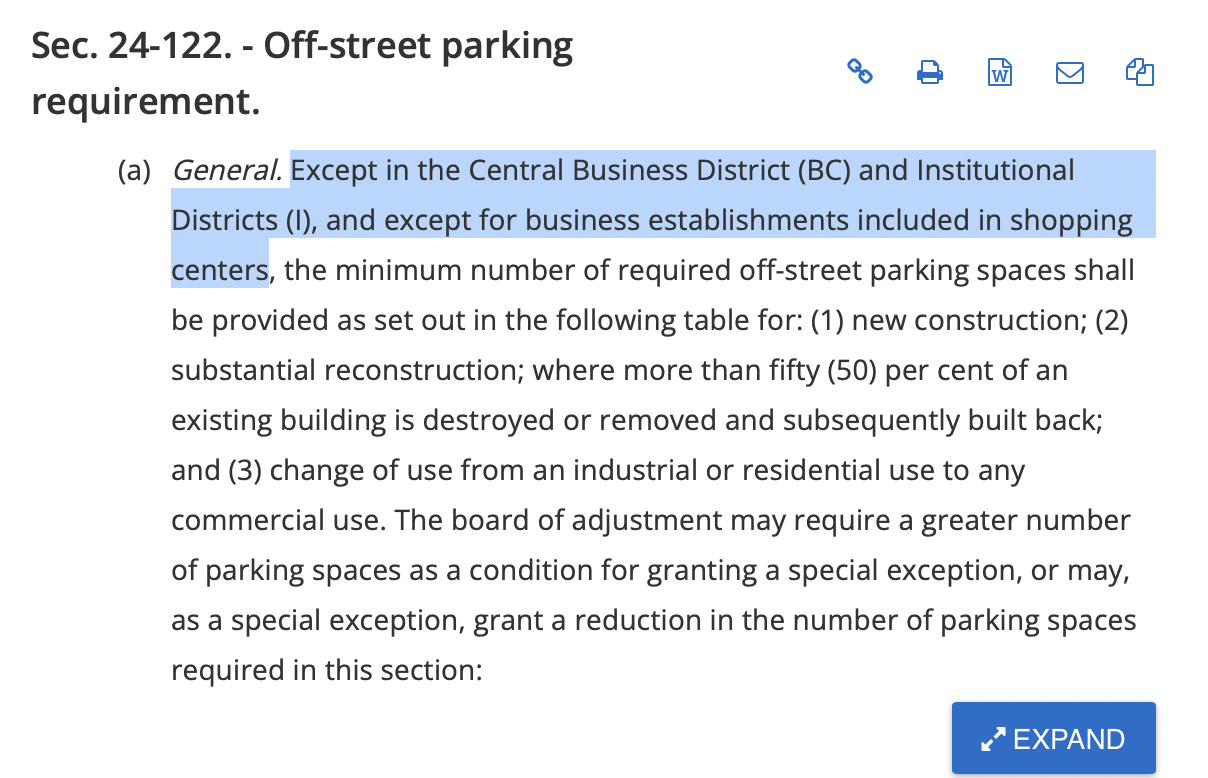 Sec. 24-122. - Off-street parking
requirement.
(a) General. Except in the Central Business District (BC) and Institutional
Districts (I), and except for business establishments included in shopping
centers, the minimum number of required off-street parking spaces shall
be provided as set out in the following table for: (1) new construction; (2)
substantial reconstruction; where more than fifty (50) per cent of an
existing building is destroyed or removed and subsequently built back;
and (3) change of use from an industrial or residential use to any
commercial use. The board of adjustment may require a greater number
of parking spaces as a condition for granting a special exception, or may,
as a special exception, grant a reduction in the number of parking spaces
required in this section:
EXPAND